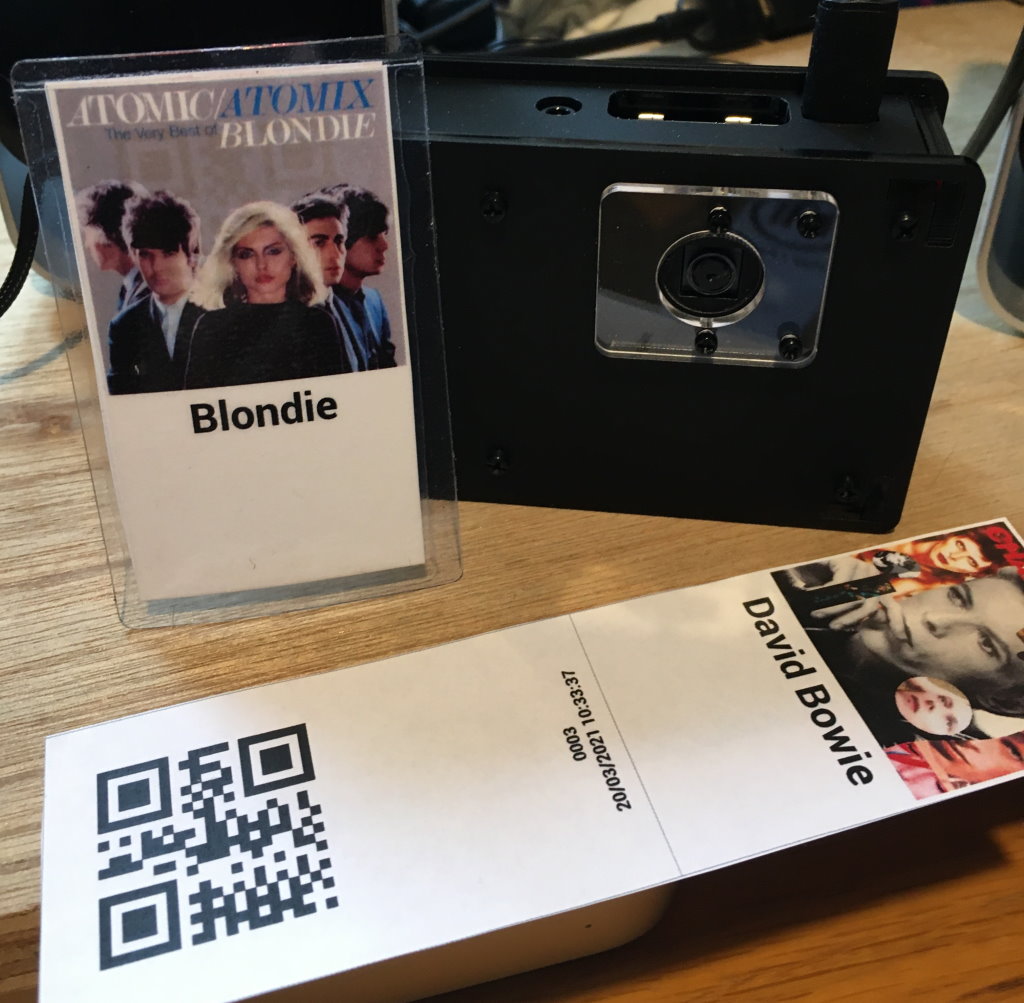 ATOMIC/ATOMIX
The Very Best of
BLONDIE
Blondie
David Bowie
0003
20/03/2021 10:33:37